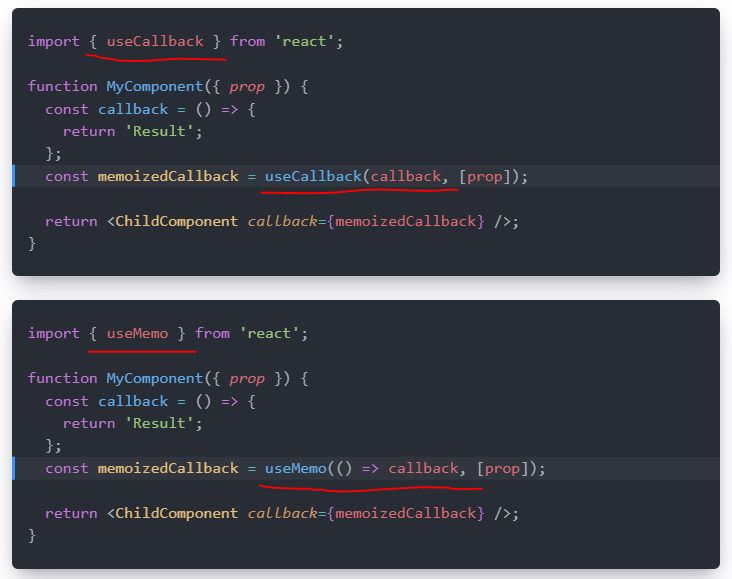 import { useCallback } from 'react';
function MyComponent({ prop }) {
const callback = () => {
return 'Result';
};
const memoizedCallback = useCallback(callback, [prop]);
return <ChildComponent callback={memoizedCallback} />;
}
import { useMemo } from 'react';
function MyComponent({ prop }) {
const callback = () => {
return 'Result';
};
const memoizedCallback = useMemo(() => callback, [prop]);
return <ChildComponent callback={memoizedCallback} />;
}